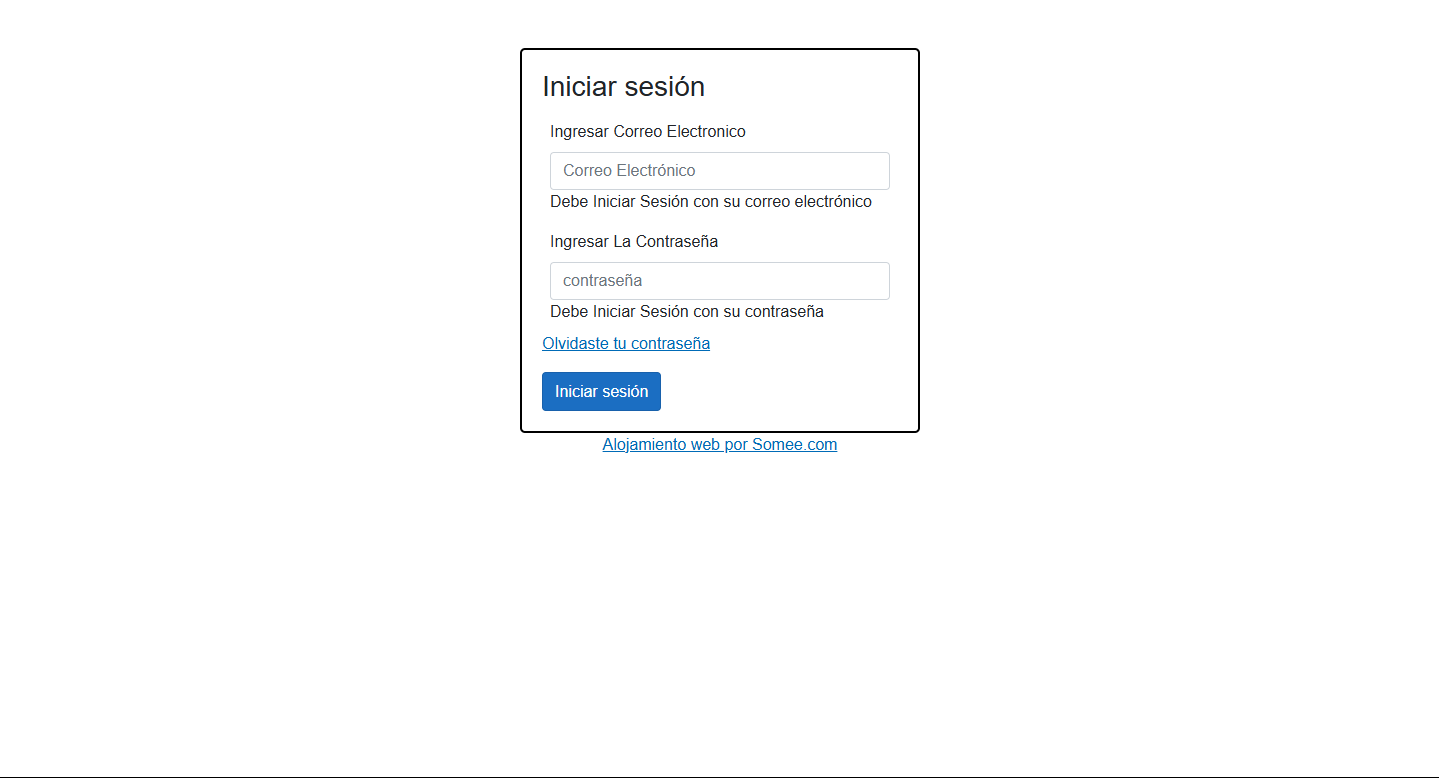 Iniciar sesión
Ingresar Correo Electronico
Correo Electrónico
Debe Iniciar Sesión con su correo electrónico
Ingresar La Contraseña
contraseña
Debe Iniciar Sesión con su contraseña
Olvidaste tu contraseña
Iniciar sesión
Alojamiento web por Somee.com